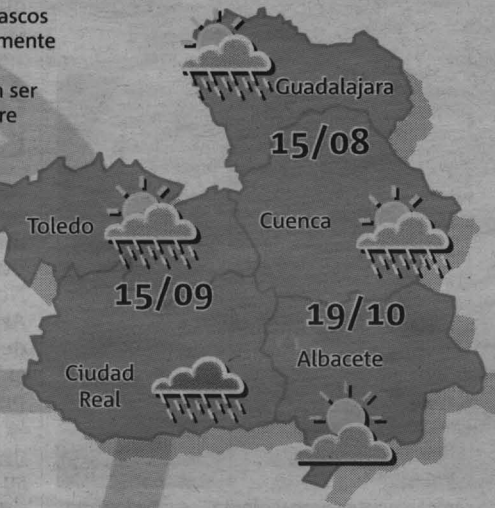 ascos
mente
ser
re
Guadalajara
15/08
Toledo
Cuenca
15/09
19/10
Albacete
Ciudad
Real